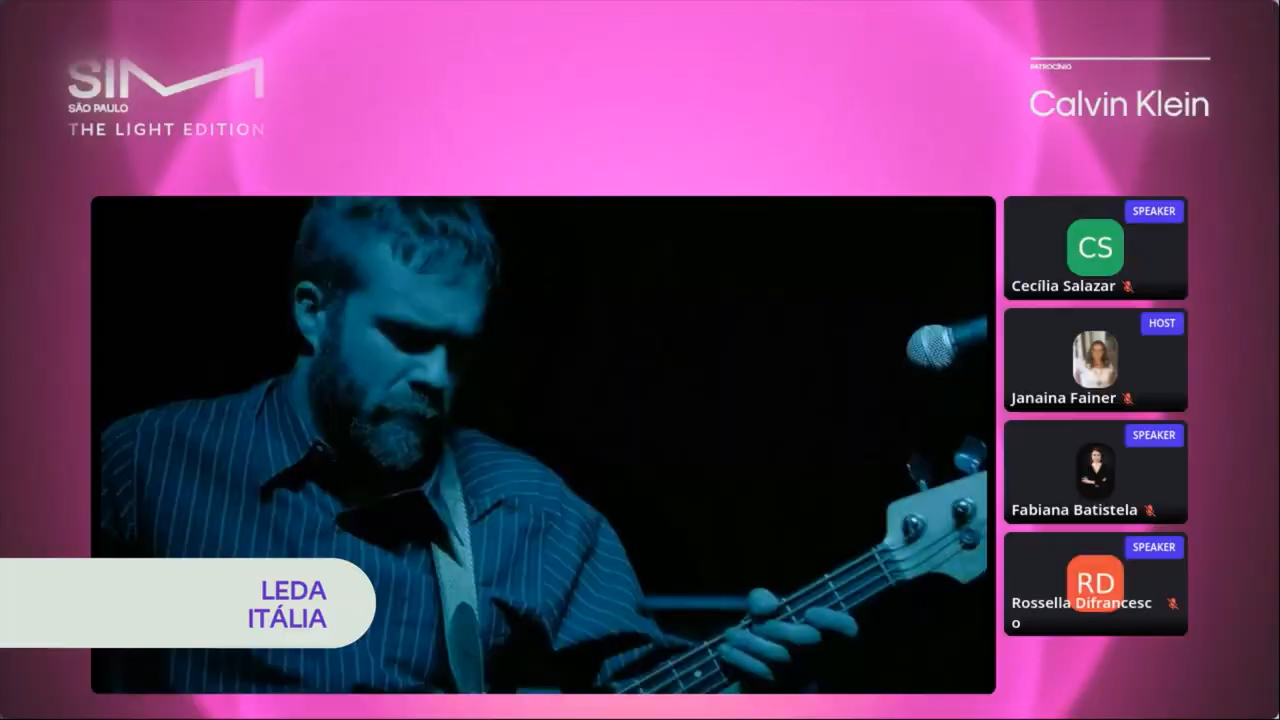 SIM
SÃO PAULO
THE LIGHT EDITION
PATROCÍNIO
Calvin Klein
SPEAKER
CS
Cecília Salazar
HOST
Janaina Fainer
SPEAKER
Fabiana Batistela
SPEAKER
RD
Rossella Difrancesc
o
LEDA
ITÁLIA